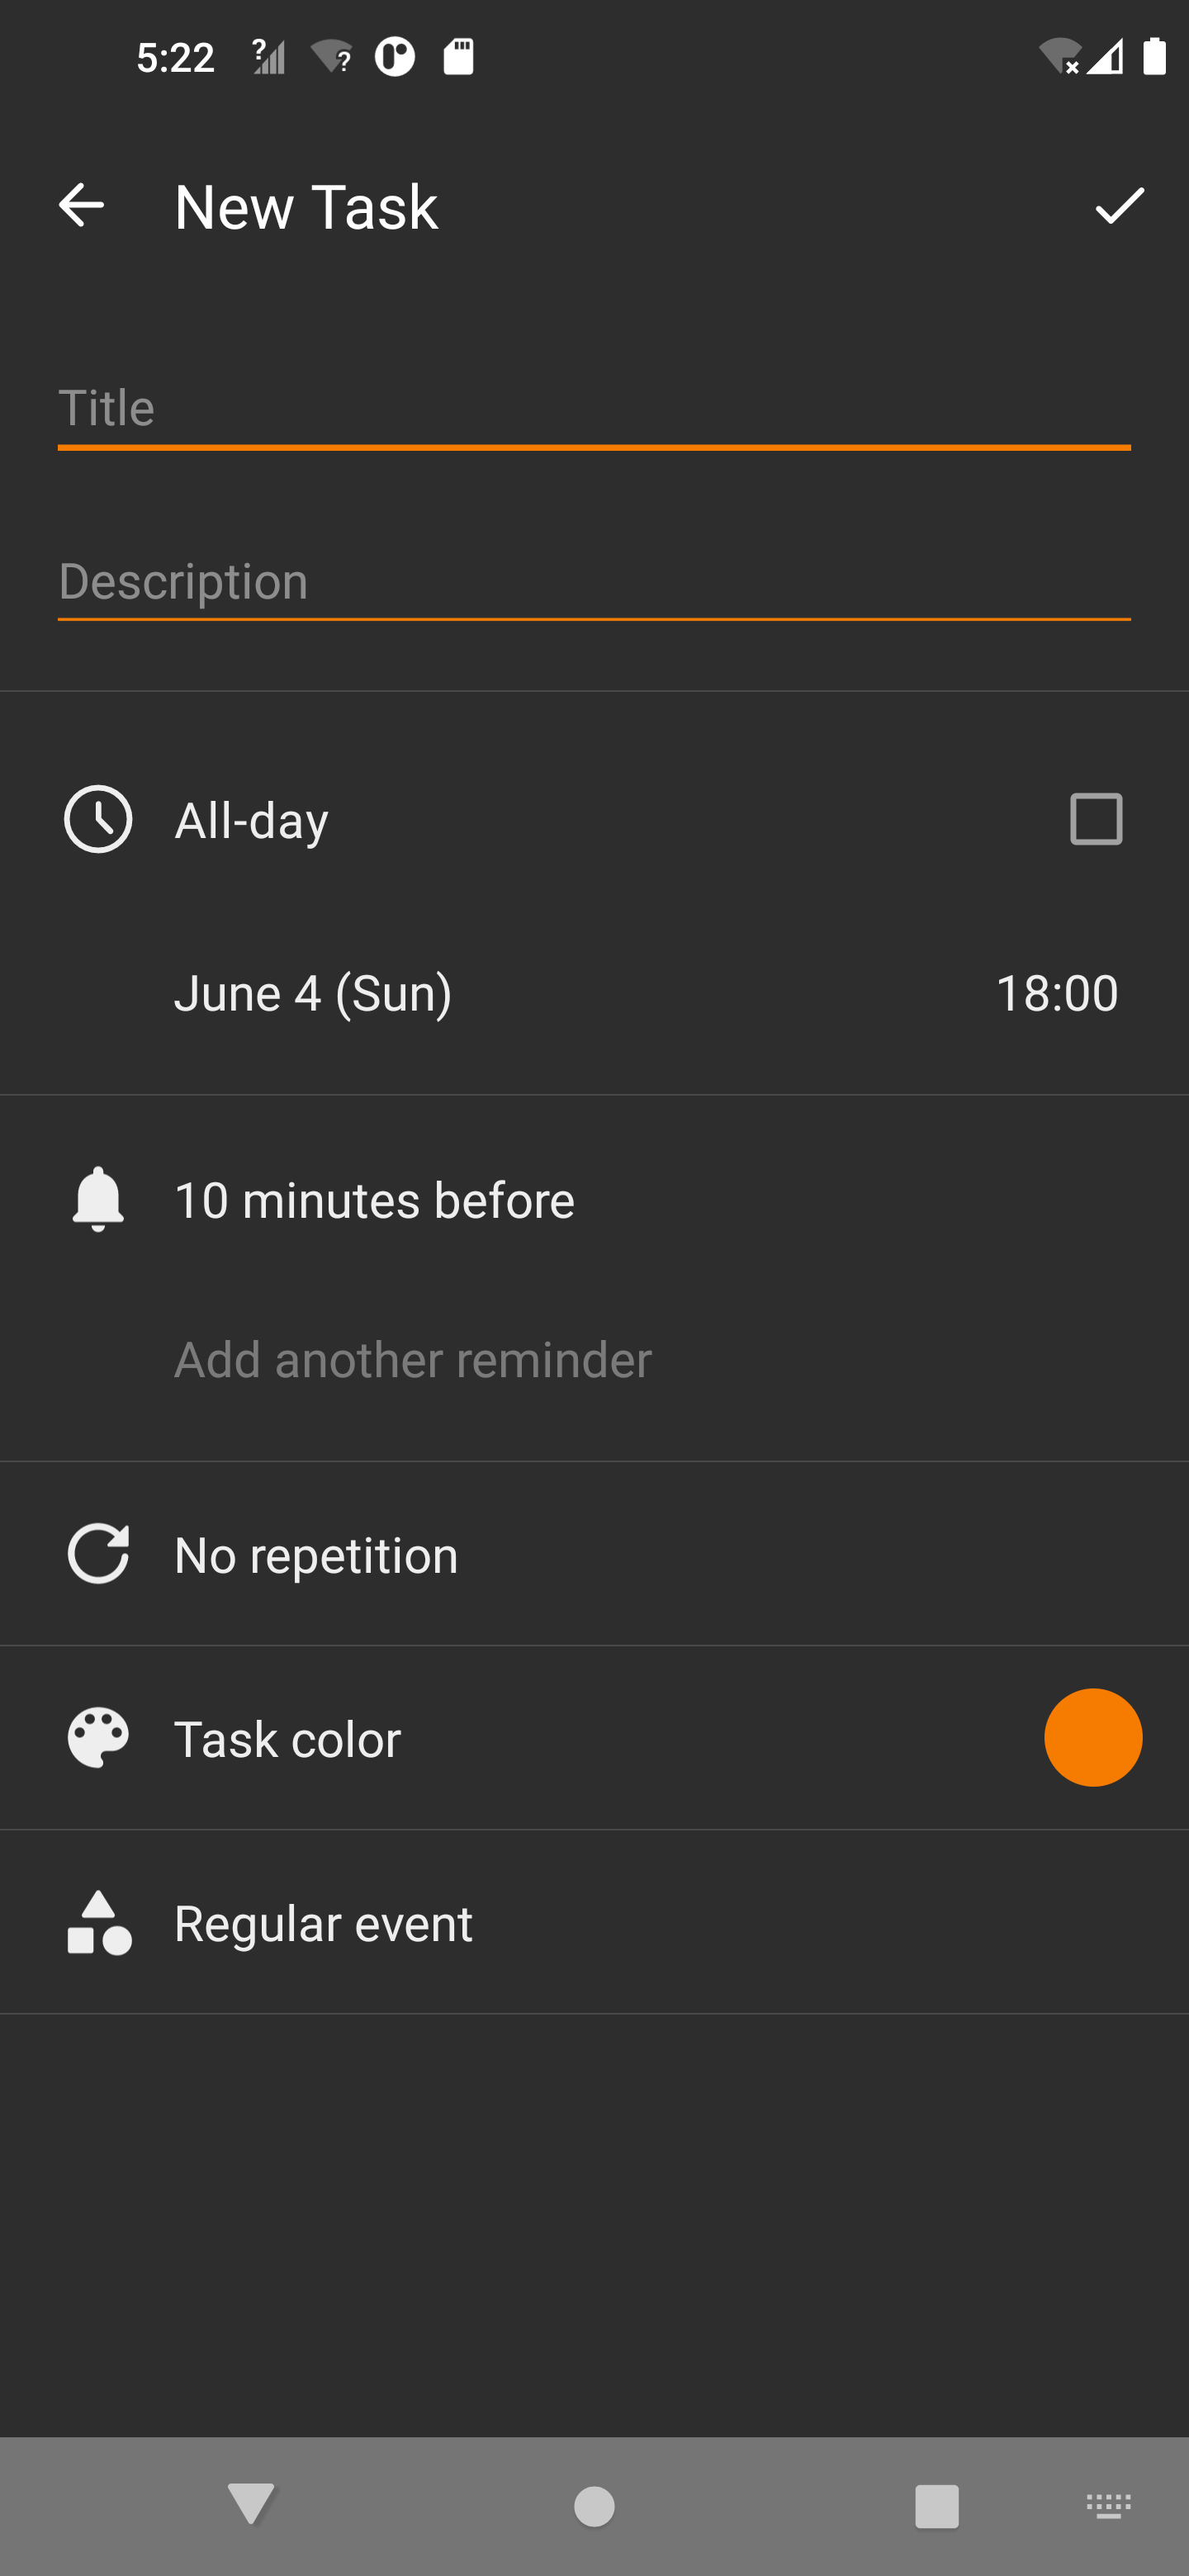 5:22
New Task
Title
Description
All-day
June 4 (Sun)
18:00
10 minutes before
Add another reminder
No repetition
Task color
Regular event